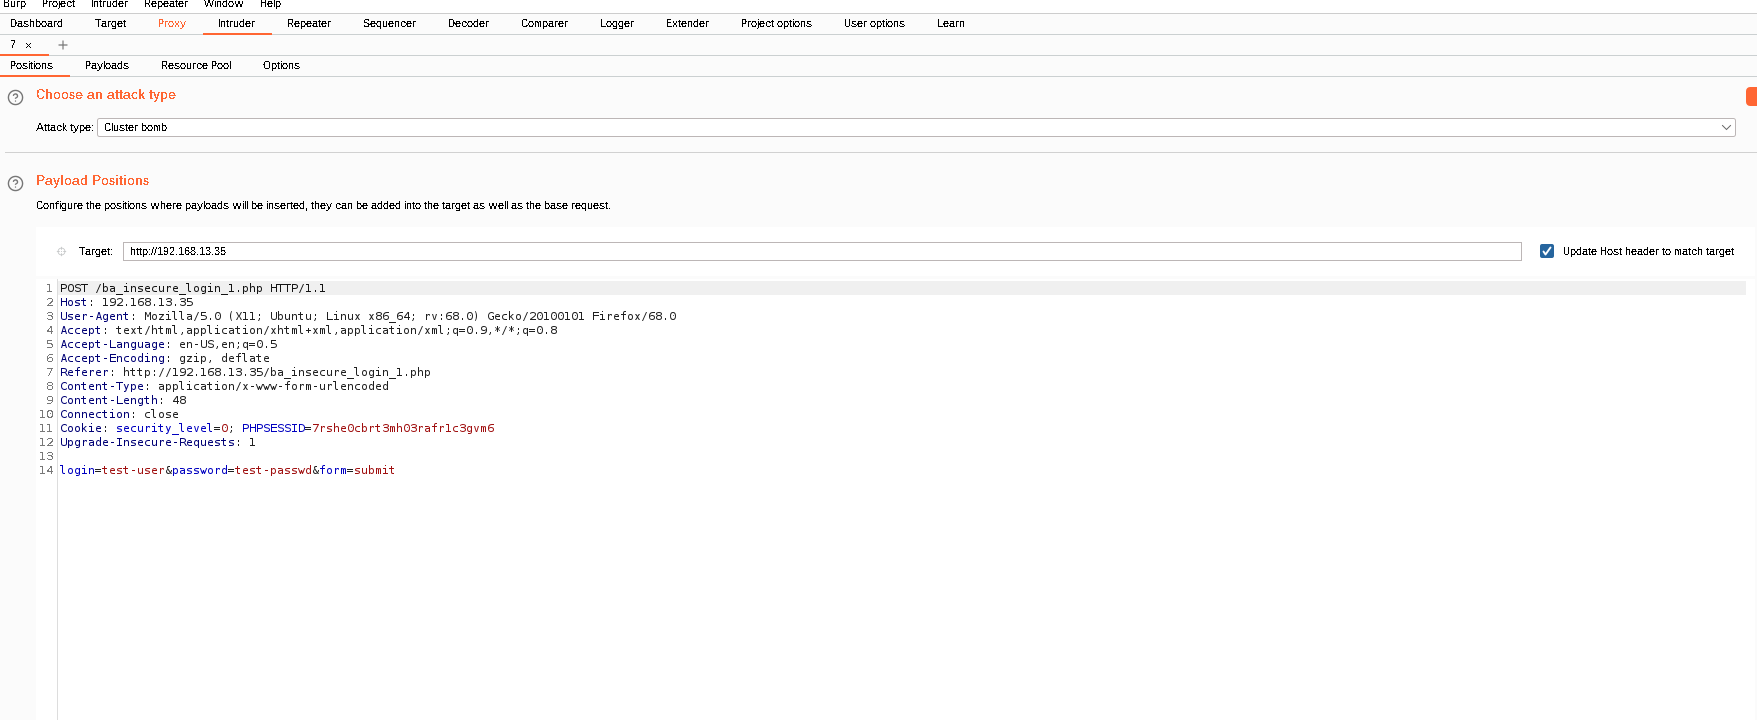 Burp Project Intruder Repeater Window Help
Dashboard Target Proxy Intruder Repeater Sequencer Decoder Comparer Logger Extender Project options User options Learn
7 × +
Positions Payloads Resource Pool Options
? Choose an attack type
Attack type: Cluster bomb
? Payload Positions
Configure the positions where payloads will be inserted, they can be added into the target as well as the base request.
Target: http://192.168.13.35 Update Host header to match target
1 POST /ba_insecure_login_1.php HTTP/1.1
2 Host: 192.168.13.35
3 User-Agent: Mozilla/5.0 (X11; Ubuntu; Linux x86_64; rv:68.0) Gecko/20100101 Firefox/68.0
4 Accept: text/html,application/xhtml+xml,application/xml;q=0.9,*/*;q=0.8
5 Accept-Language: en-US,en;q=0.5
6 Accept-Encoding: gzip, deflate
7 Referer: http://192.168.13.35/ba_insecure_login_1.php
8 Content-Type: application/x-www-form-urlencoded
9 Content-Length: 48
10 Connection: close
11 Cookie: security_level=0; PHPSESSID=7rshe0cbrt3mh03rafr1c3gvm6
12 Upgrade-Insecure-Requests: 1
13
14 login=test-user&password=test-passwd&form=submit